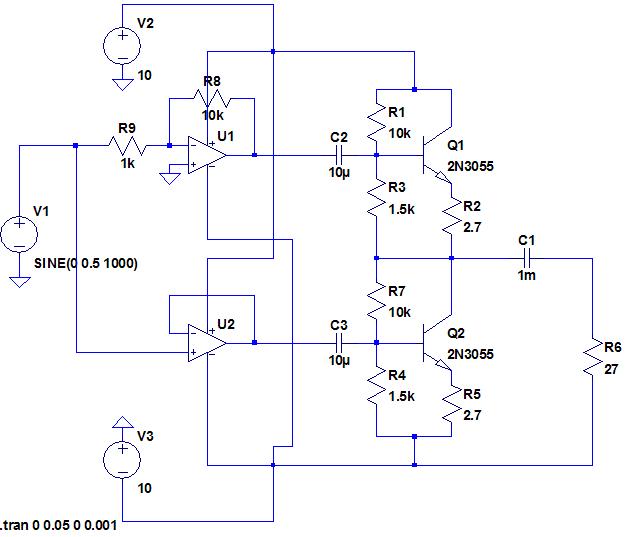 V2
10
R8
10k
R9
1k
U1
C2
10µ
R1
10k
Q1
2N3055
R3
1.5k
R2
2.7
V1
SINE(0 0.5 1000)
C1
1m
R7
10k
U2
C3
10µ
Q2
2N3055
R6
27
R4
1.5k
R5
2.7
V3
10
.tran 0 0.05 0 0.001